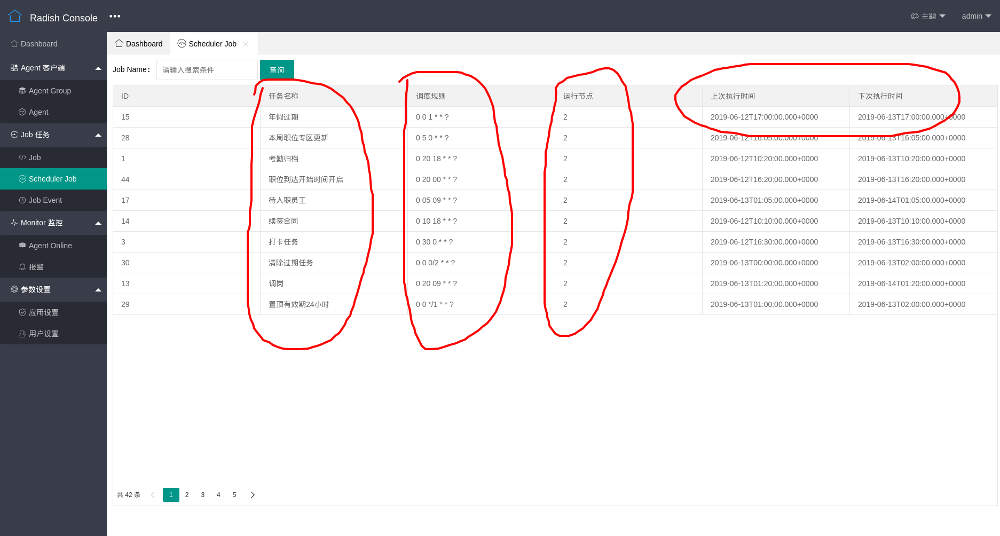 Radish Console •••
主题
admin
Dashboard
Agent 客户端
Agent Group
Agent
Job 任务
Job
Scheduler Job
Job Event
Monitor 监控
Agent Online
报警
参数设置
应用设置
用户设置
Dashboard
Scheduler Job
Job Name： 请输入搜索条件 查询
ID 任务名称 调度规则 运行节点 上次执行时间 下次执行时间
15 年假过期 0 0 1 * * ? 2 2019-06-12T17:00:00.000+0000 2019-06-13T17:00:00.000+0000
28 本周职位专区更新 0 5 0 * * ? 2 2019-06-12T16:05:00.000+0000 2019-06-13T16:05:00.000+0000
1 考勤归档 0 20 18 * * ? 2 2019-06-12T10:20:00.000+0000 2019-06-13T10:20:00.000+0000
44 职位到达开始时间开启 0 20 00 * * ? 2 2019-06-12T16:20:00.000+0000 2019-06-13T16:20:00.000+0000
17 待入职员工 0 05 09 * * ? 2 2019-06-13T01:05:00.000+0000 2019-06-14T01:05:00.000+0000
14 续签合同 0 10 18 * * ? 2 2019-06-12T10:10:00.000+0000 2019-06-13T10:10:00.000+0000
3 打卡任务 0 30 0 * * ? 2 2019-06-12T16:30:00.000+0000 2019-06-13T16:30:00.000+0000
30 清除过期任务 0 0 0/2 * * ? 2 2019-06-13T00:00:00.000+0000 2019-06-13T02:00:00.000+0000
13 调岗 0 20 09 * * ? 2 2019-06-13T01:20:00.000+0000 2019-06-14T01:20:00.000+0000
29 置顶有效期24小时 0 0 */1 * * ? 2 2019-06-13T01:00:00.000+0000 2019-06-13T02:00:00.000+0000
共 42 条 1 2 3 4 5